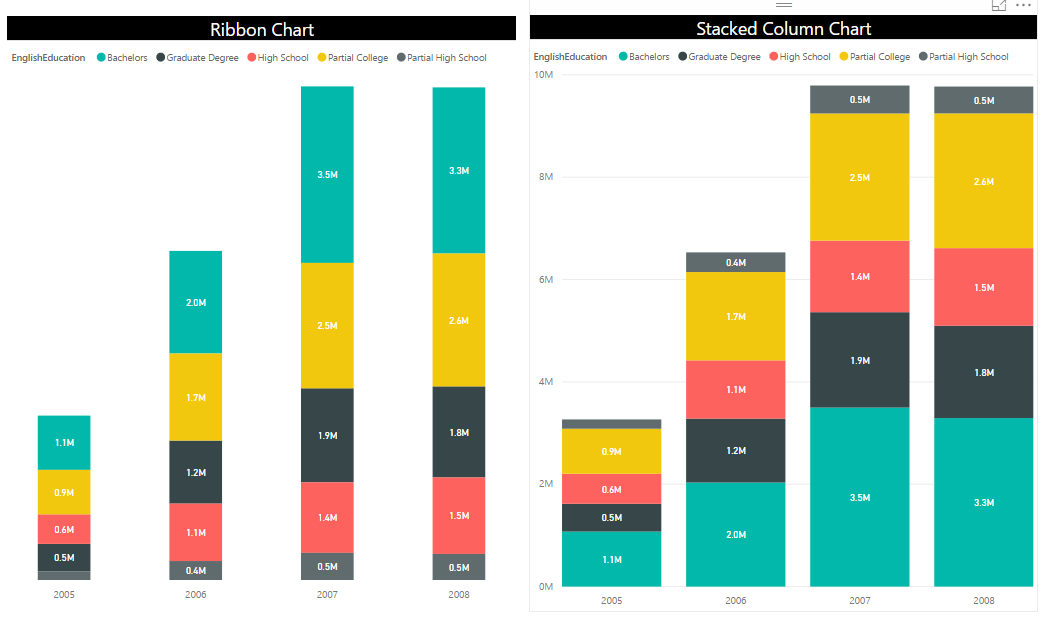 Ribbon Chart
EnglishEducation Bachelors Graduate Degree High School Partial College Partial High School
3.5M
3.3M
2.0M
2.5M
2.6M
1.7M
1.1M
1.9M
1.8M
1.2M
0.9M
1.4M
1.5M
0.6M
1.1M
0.5M
0.4M
0.5M
0.5M
2005 2006 2007 2008
Stacked Column Chart
EnglishEducation Bachelors Graduate Degree High School Partial College Partial High School
10M
0.5M
0.5M
8M
2.5M
2.6M
0.4M
6M
1.4M
1.5M
1.7M
1.9M
1.8M
4M
1.1M
0.9M
1.2M
2M
0.6M
3.5M
3.3M
0.5M
2.0M
1.1M
0M
2005 2006 2007 2008